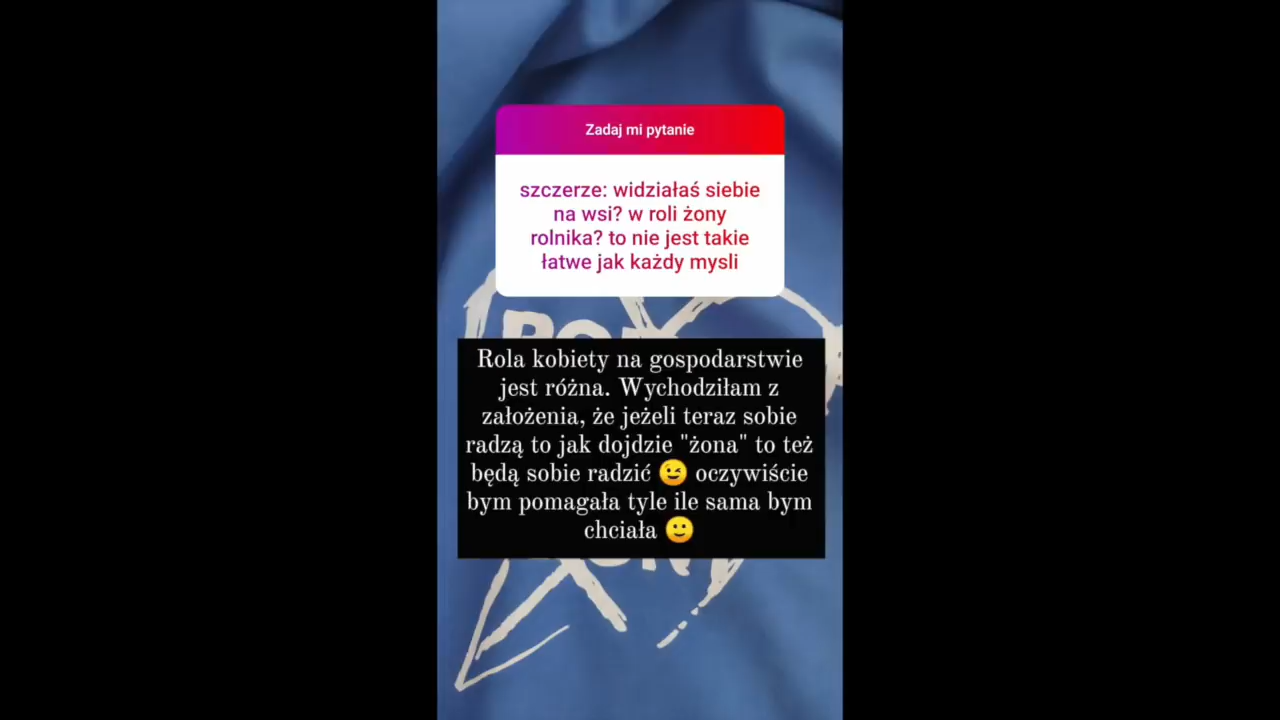 Zadaj mi pytanie
szczerze: widziałaś siebie
na wsi? w roli żony
rolnika? to nie jest takie
łatwe jak każdy mysli
Rola kobiety na gospodarstwie
jest różna. Wychodziłam z
założenia, że jeżeli teraz sobie
radzą to jak dojdzie "żona" to też
będą sobie radzić 😉 oczywiście
bym pomagała tyle ile sama bym
chciała 🙂